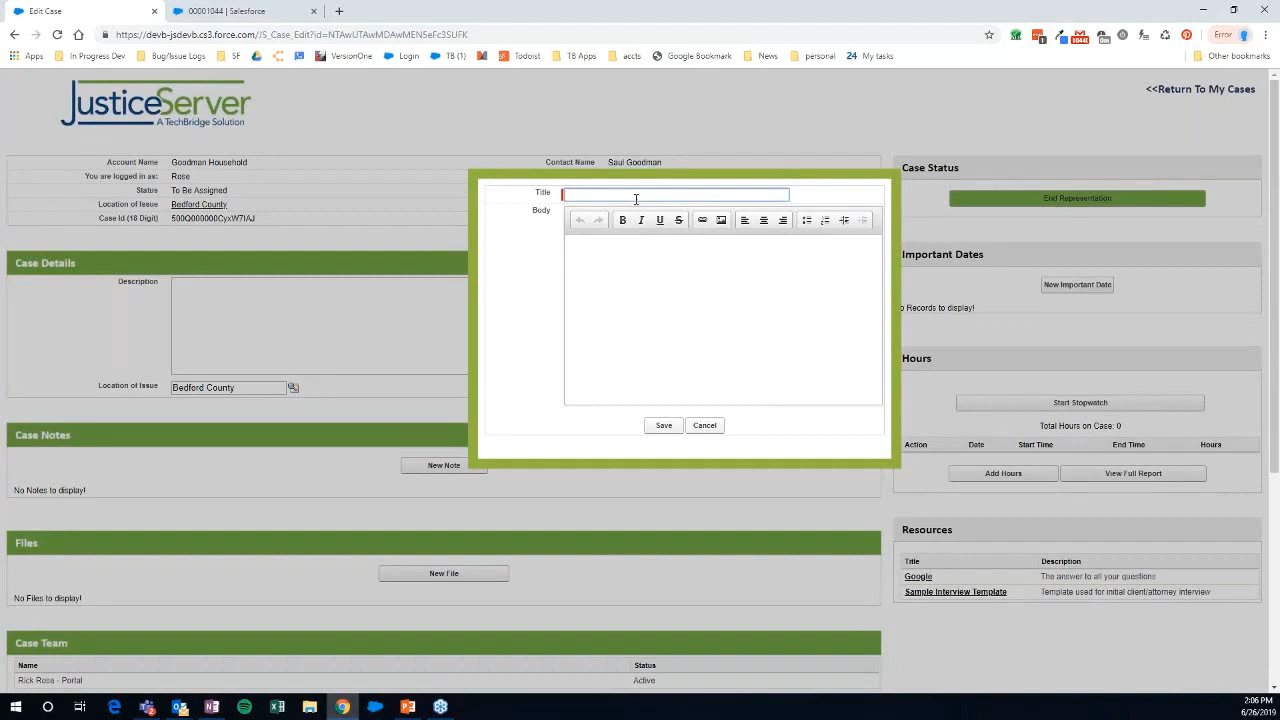 Edit Case
00001044 | Salesforce
https://devb-jsdevb.cs3.force.com/JS_Case_Edit?id=NTAwUTAwMDAwMEN5eFc3SUFK
Error
Apps
In Progress Dev
Bug/Issue Logs
SF
VersionOne
Login
TB (1)
Todoist
TB Apps
accts
Google Bookmark
News
personal
24 My tasks
Other bookmarks
JusticeServer
A TechBridge Solution
<<Return To My Cases
Account Name Goodman Household
Contact Name Saul Goodman
You are logged in as: Rose
Status To Be Assigned
Location of Issue Bedford County
Title
Body
Save
Cancel
Case Status
End Representation
Important Dates
New Important Date
Records to display!
Case Details
Description
Location of Issue Bedford County
Hours
Start Stopwatch
Total Hours on Case: 0
Action Date Start Time End Time Hours
Add Hours
View Full Report
Case Notes
New Note
No Notes to display!
Files
New File
No Files to display!
Resources
Title Description
Google The answer to all your questions
Sample Interview Template Template used for initial client/attorney interview
Case Team
Name Status
Rick Rose - Portal Active
2:06 PM
6/26/2019